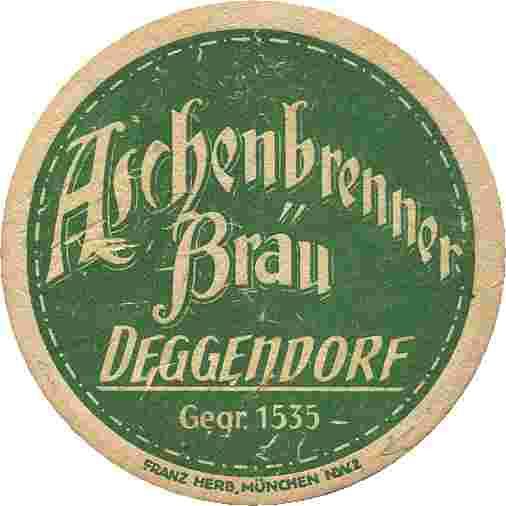 Aschenbrenner
Bräu
DEGGENDORF
Gegr. 1535
FRANZ HERB, MÜNCHEN NW2